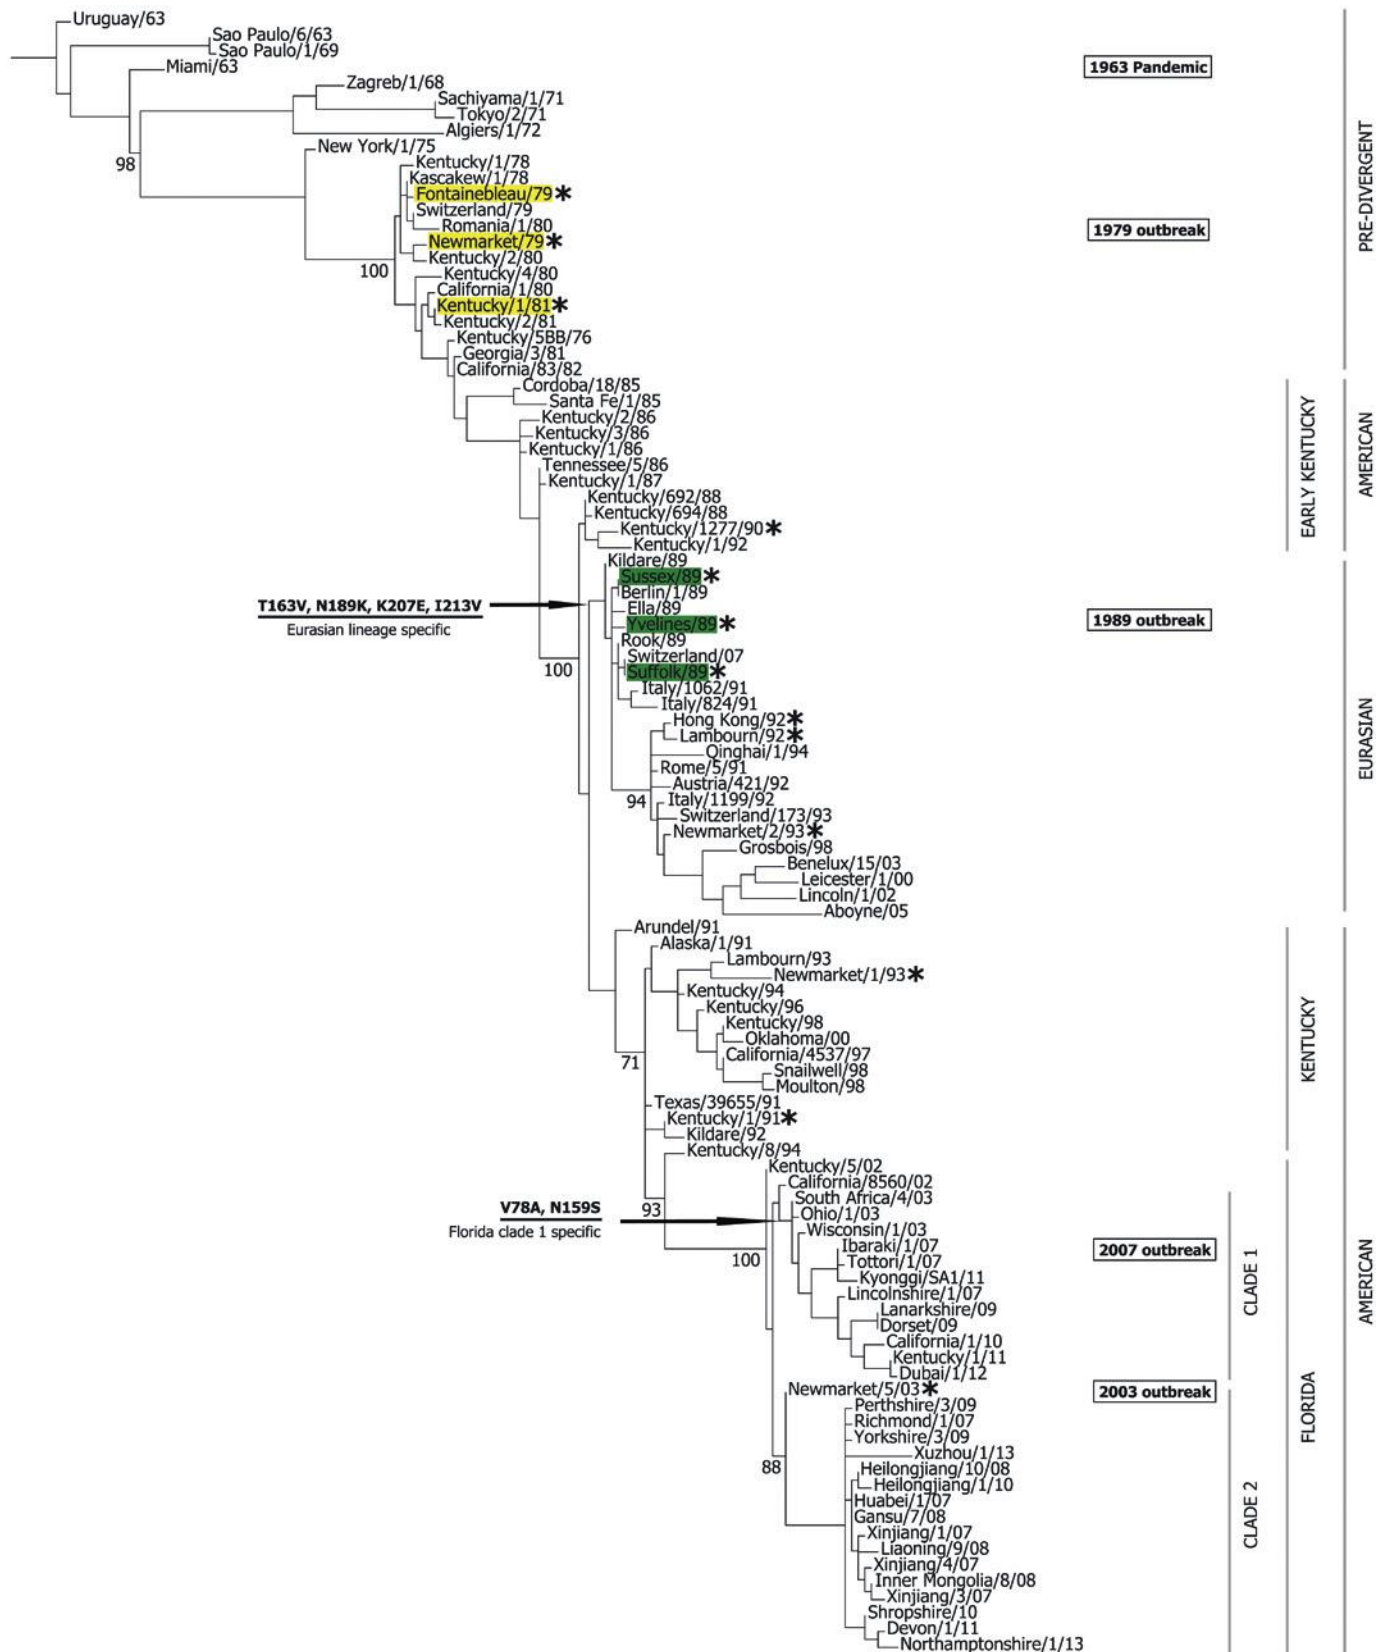 Uruguay/63
Sao Paulo/6/63
Sao Paulo/1/69
Miami/63
1963 Pandemic
Zagreb/1/68
Sachiyama/1/71
Tokyo/2/71
Algiers/1/72
New York/1/75
98
Kentucky/1/78
Kascakew/1/78
Fontainebleau/79*
Switzerland/79
Romania/1/80
1979 outbreak
Newmarket/79*
Kentucky/2/80
100
Kentucky/4/80
California/1/80
Kentucky/1/81*
Kentucky/2/81
Kentucky/5BB/76
Georgia/3/81
California/83/82
PRE-DIVERGENT
Cordoba/18/85
Santa Fe/1/85
Kentucky/2/86
Kentucky/3/86
Kentucky/1/86
Tennessee/5/86
Kentucky/1/87
Kentucky/692/88
Kentucky/694/88
Kentucky/1277/90*
Kentucky/1/92
EARLY KENTUCKY
AMERICAN
Kildare/89
Sussex/89*
Berlin/1/89
T163V, N189K, K207E, I213V
Eurasian lineage specific
Ella/89
1989 outbreak
Yvelines/89*
Rook/89
Switzerland/07
100
Suffolk/89*
Italy/1062/91
Italy/824/91
Hong Kong/92*
Lambourn/92*
Qinghai/1/94
Rome/5/91
Austria/421/92
94
Italy/1199/92
Switzerland/173/93
Newmarket/2/93*
Grosbois/98
Benelux/15/03
Leicester/1/00
Lincoln/1/02
Aboyne/05
EURASIAN
Arundel/91
Alaska/1/91
Lambourn/93
Newmarket/1/93*
Kentucky/94
Kentucky/96
Kentucky/98
Oklahoma/00
California/4537/97
71
Snailwell/98
Moulton/98
Texas/39655/91
Kentucky/1/91*
Kildare/92
Kentucky/8/94
KENTUCKY
Kentucky/5/02
California/8560/02
South Africa/4/03
V78A, N159S
Florida clade 1 specific
93
Ohio/1/03
Wisconsin/1/03
Ibaraki/1/07
2007 outbreak
100
Tottori/1/07
Kyonggi/SA1/11
Lincolnshire/1/07
Lanarkshire/09
Dorset/09
California/1/10
Kentucky/1/11
Dubai/1/12
CLADE 1
Newmarket/5/03*
2003 outbreak
Perthshire/3/09
Richmond/1/07
Yorkshire/3/09
Xuzhou/1/13
88
Heilongjiang/10/08
Heilongjiang/1/10
Huabei/1/07
Gansu/7/08
Xinjiang/1/07
Liaoning/9/08
Xinjiang/4/07
Inner Mongolia/8/08
Xinjiang/3/07
Shropshire/10
Devon/1/11
Northamptonshire/1/13
CLADE 2
FLORIDA
AMERICAN